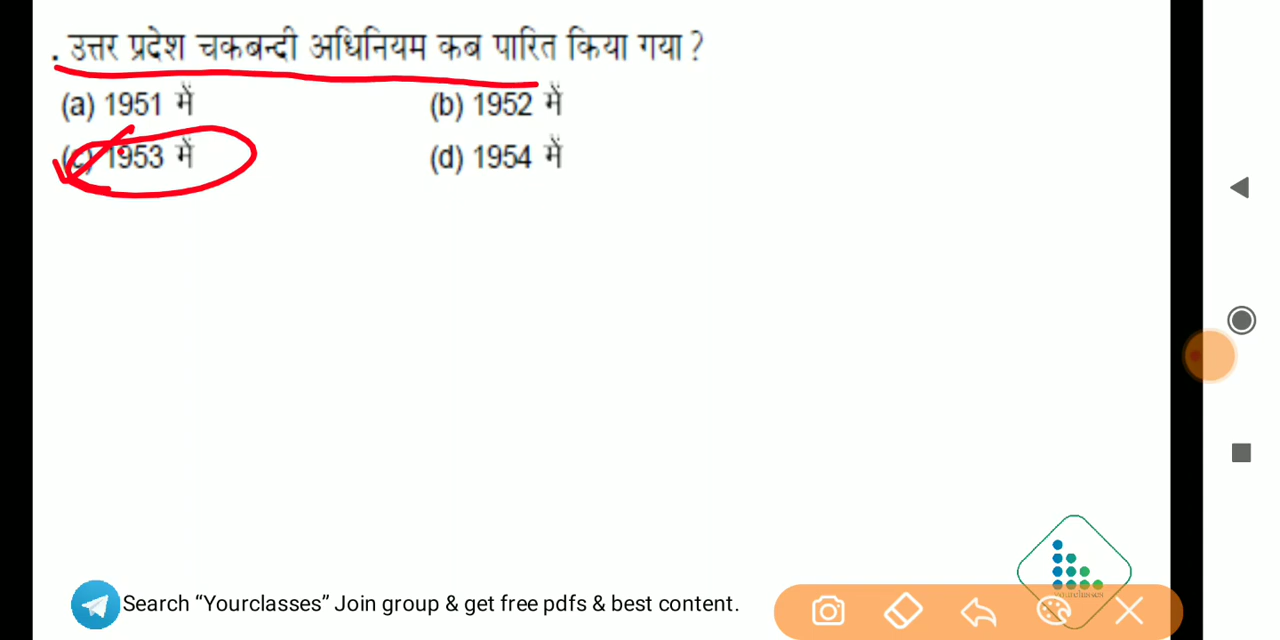 . उत्तर प्रदेश चकबन्दी अधिनियम कब पारित किया गया ?
(a) 1951 में (b) 1952 में
(c) 1953 में (d) 1954 में
yourclasses
Search “Yourclasses” Join group & get free pdfs & best content.